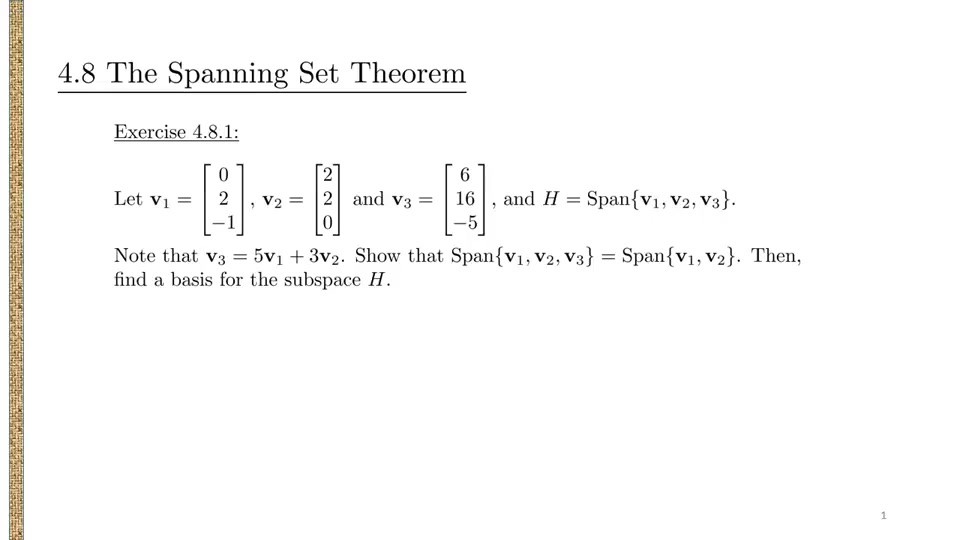 4.8 The Spanning Set Theorem
Exercise 4.8.1:
Let v₁ = [0 2 −1], v₂ = [2 2 0] and v₃ = [6 16 −5], and H = Span{v₁, v₂, v₃}.
Note that v₃ = 5v₁ + 3v₂. Show that Span{v₁, v₂, v₃} = Span{v₁, v₂}. Then,
find a basis for the subspace H.
1